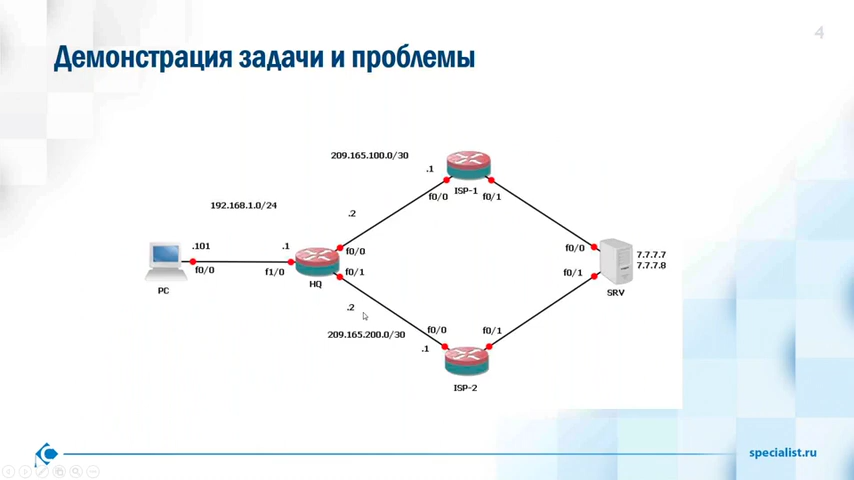 4
Демонстрация задачи и проблемы
209.165.100.0/30
.1
ISP-1
f0/0
f0/1
192.168.1.0/24
.2
.101
.1
f0/0
f0/0
7.7.7.7
f0/0
f1/0
f0/1
f0/1
7.7.7.8
PC
HQ
SRV
.2
209.165.200.0/30
f0/0
f0/1
.1
ISP-2
specialist.ru